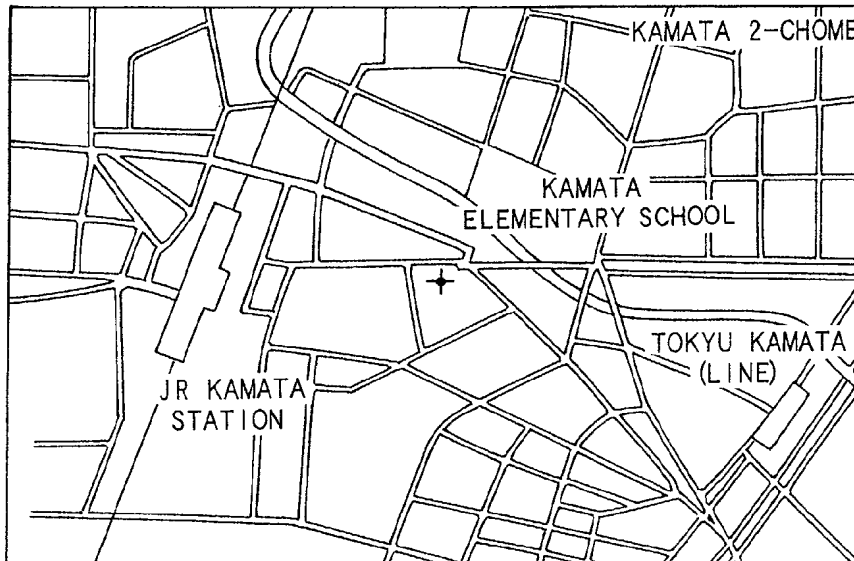 KAMATA 2-CHOME
KAMATA
ELEMENTARY SCHOOL
TOKYU KAMATA
(LINE)
JR KAMATA
STATION